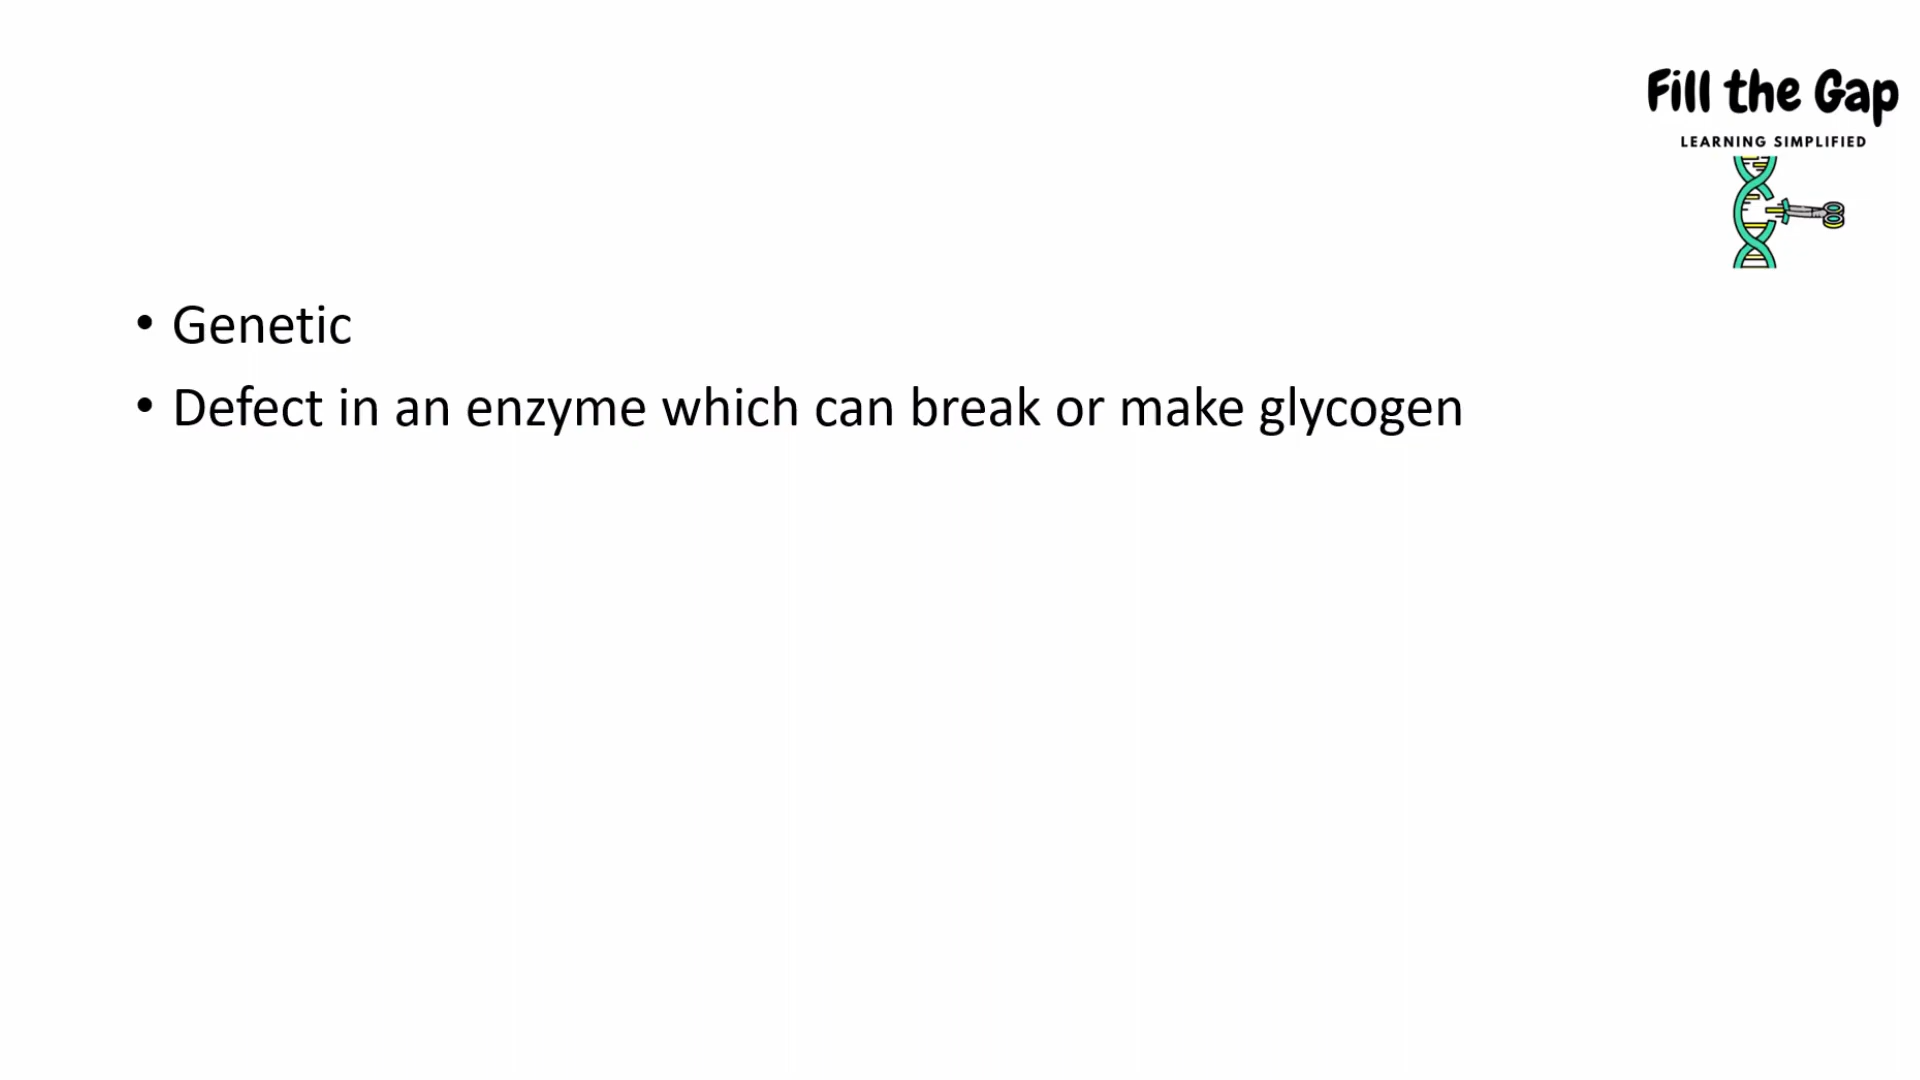 Fill the Gap
LEARNING SIMPLIFIED
• Genetic
• Defect in an enzyme which can break or make glycogen